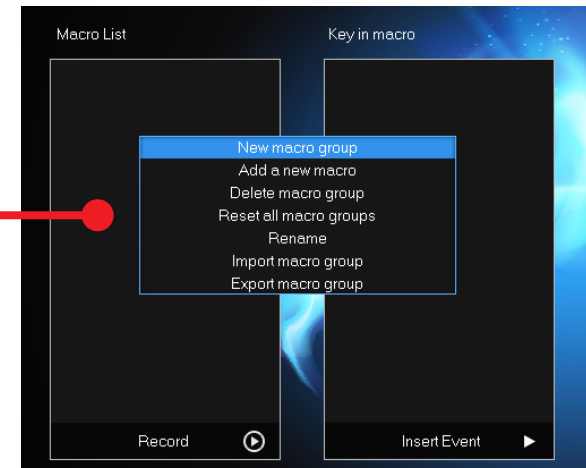 Macro List
Key in macro
New macro group
Add a new macro
Delete macro group
Reset all macro groups
Rename
Import macro group
Export macro group
Record
Insert Event